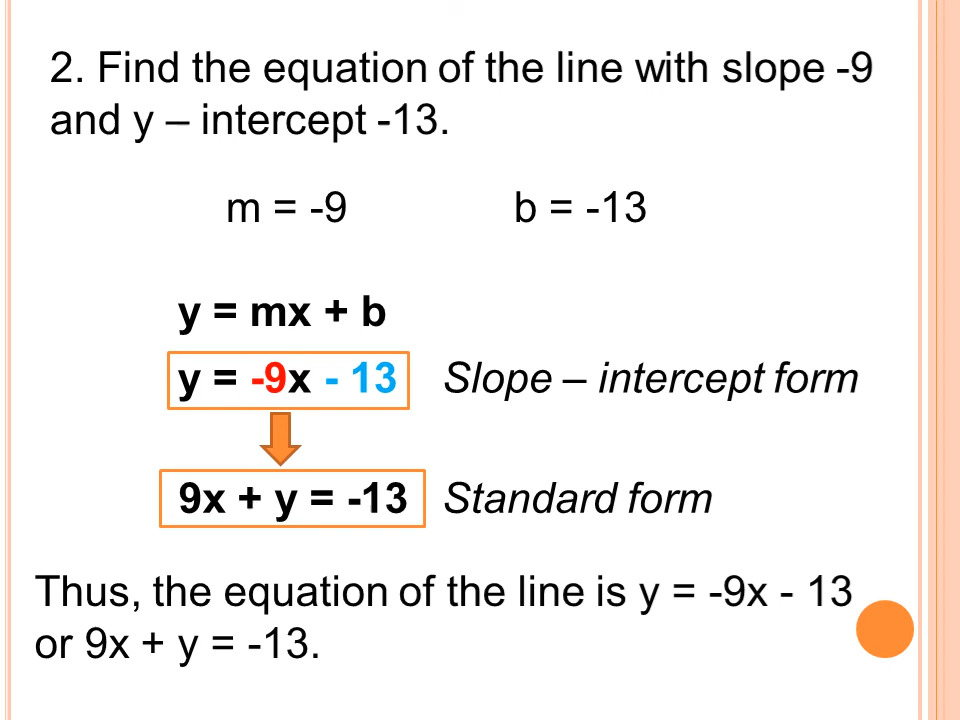 2. Find the equation of the line with slope -9
and y – intercept -13.
m = -9 b = -13
y = mx + b
y = -9x - 13 Slope – intercept form
9x + y = -13 Standard form
Thus, the equation of the line is y = -9x - 13
or 9x + y = -13.